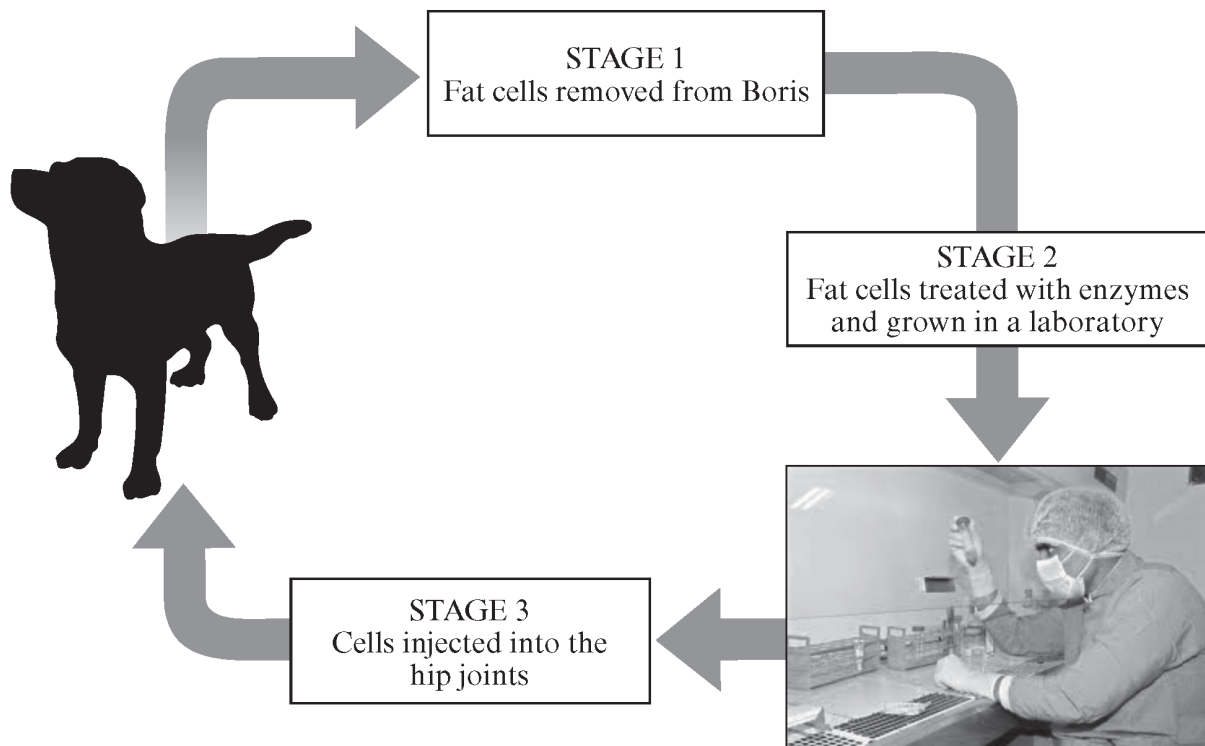 STAGE 1
Fat cells removed from Boris
STAGE 2
Fat cells treated with enzymes
and grown in a laboratory
STAGE 3
Cells injected into the
hip joints